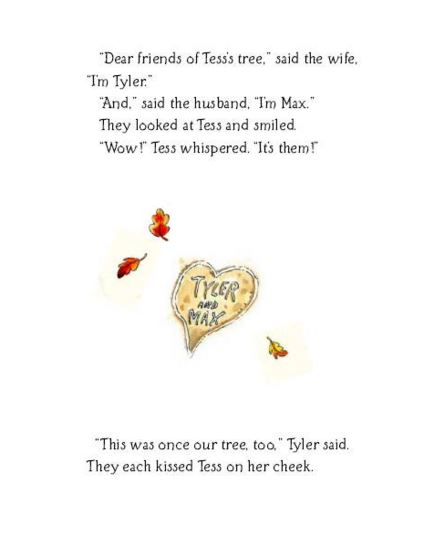 "Dear friends of Tess's tree," said the wife,
"I'm Tyler."
"And," said the husband, "I'm Max."
They looked at Tess and smiled.
"Wow!" Tess whispered. "It's them!"
TYLER
AND
MAX
"This was once our tree, too," Tyler said.
They each kissed Tess on her cheek.